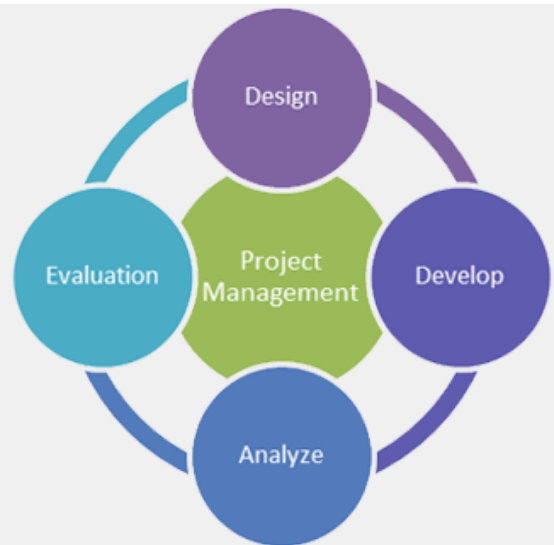 Design
Evaluation
Project
Management
Develop
Analyze